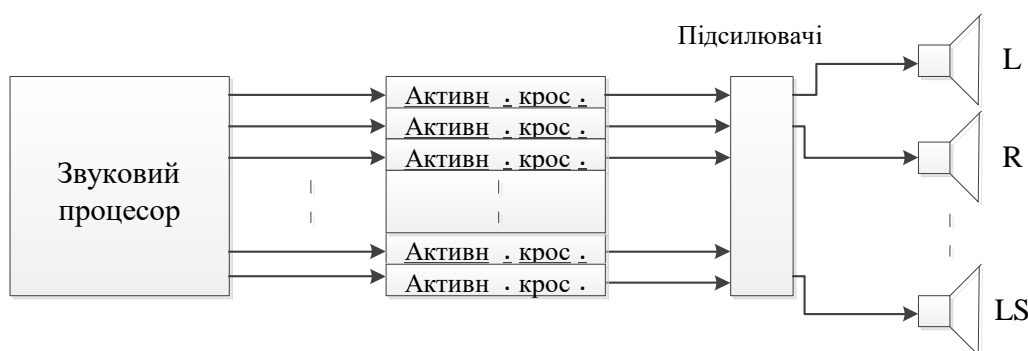 Підсилювачі
L
Активн . крос .
Активн . крос .
Активн . крос .
R
Звуковий
процесор
Активн . крос .
Активн . крос .
LS